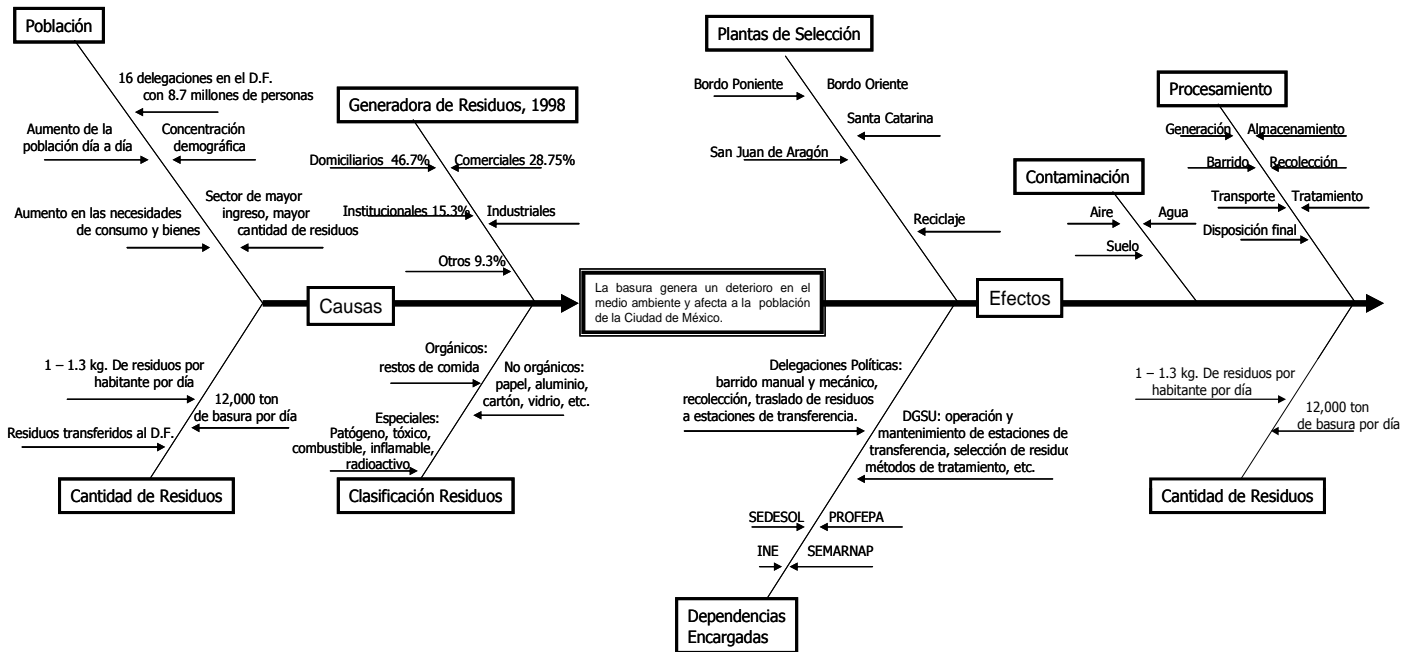 Población
16 delegaciones en el D.F.
con 8.7 millones de personas
Aumento de la
población día a día
Concentración
demográfica
Aumento en las necesidades
de consumo y bienes
Sector de mayor
ingreso, mayor
cantidad de residuos
Generadora de Residuos, 1998
Domiciliarios 46.7%
Comerciales 28.75%
Institucionales 15.3%
Industriales
Otros 9.3%
Causas
La basura genera un deterioro en el
medio ambiente y afecta a la población
de la Ciudad de México.
1 – 1.3 kg. De residuos por
habitante por día
12,000 ton
de basura por día
Residuos transferidos al D.F.
Cantidad de Residuos
Orgánicos:
restos de comida
No orgánicos:
papel, aluminio,
cartón, vidrio, etc.
Especiales:
Patógeno, tóxico,
combustible, inflamable,
radioactivo
Clasificación Residuos
Plantas de Selección
Bordo Poniente
Bordo Oriente
Santa Catarina
San Juan de Aragón
Reciclaje
Contaminación
Aire
Agua
Suelo
Procesamiento
Generación
Almacenamiento
Barrido
Recolección
Transporte
Tratamiento
Disposición final
Efectos
Delegaciones Políticas:
barrido manual y mecánico,
recolección, traslado de residuos
a estaciones de transferencia.
DGSU: operación y
mantenimiento de estaciones de
transferencia, selección de residuo
métodos de tratamiento, etc.
SEDESOL
PROFEPA
INE
SEMARNAP
Dependencias
Encargadas
1 – 1.3 kg. De residuos por
habitante por día
12,000 ton
de basura por día
Cantidad de Residuos